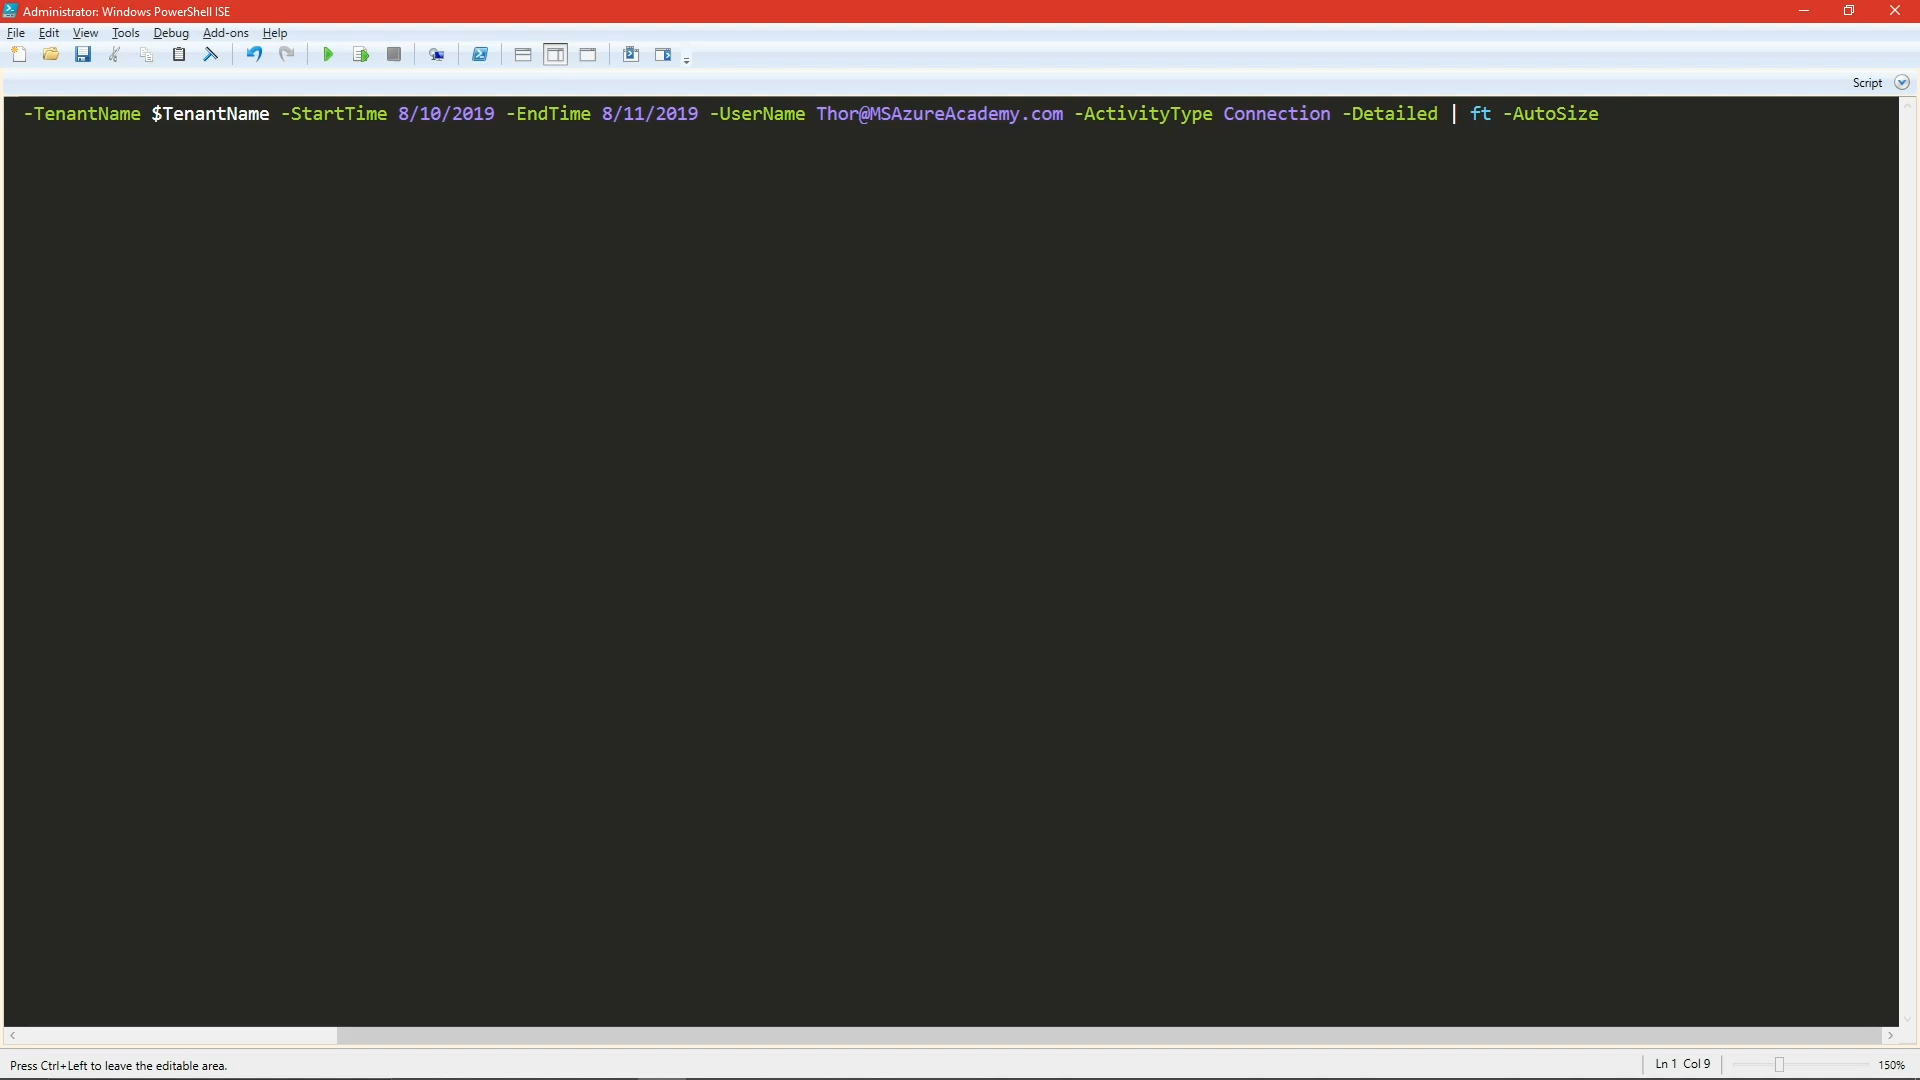 Administrator: Windows PowerShell ISE
File Edit View Tools Debug Add-ons Help
Script
-TenantName $TenantName -StartTime 8/10/2019 -EndTime 8/11/2019 -UserName Thor@MSAzureAcademy.com -ActivityType Connection -Detailed | ft -AutoSize
Press Ctrl+Left to leave the editable area.
Ln 1 Col 9
150%